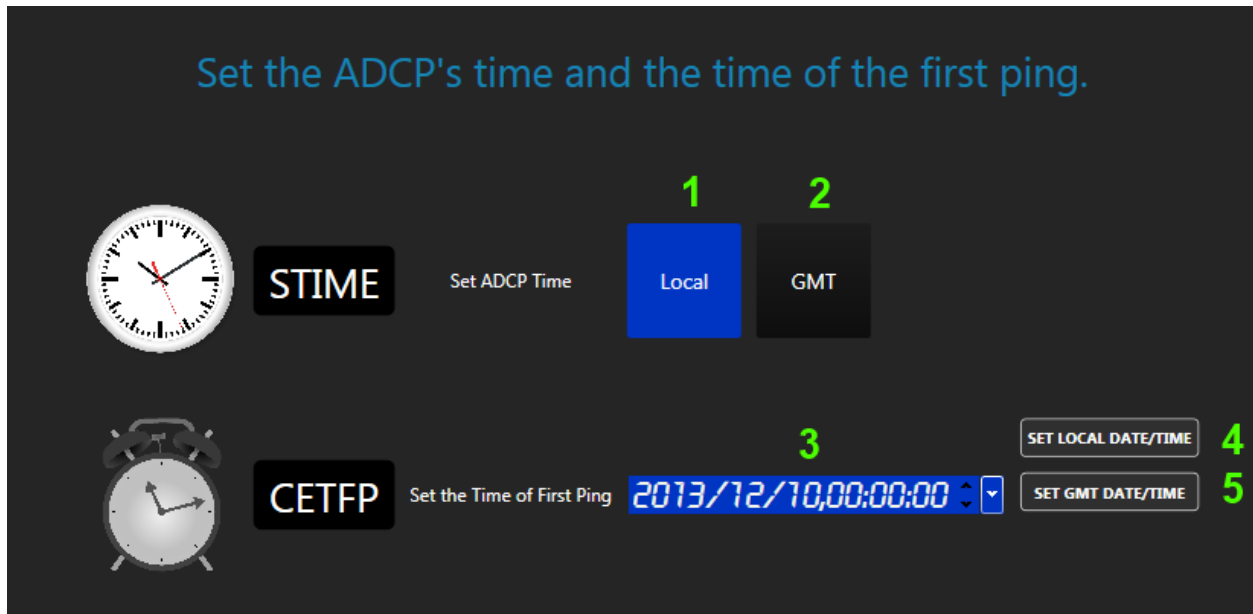 Set the ADCP's time and the time of the first ping.
1
2
STIME
Set ADCP Time
Local
GMT
3
SET LOCAL DATE/TIME
4
CETFP
Set the Time of First Ping
2013/12/10,00:00:00
SET GMT DATE/TIME
5